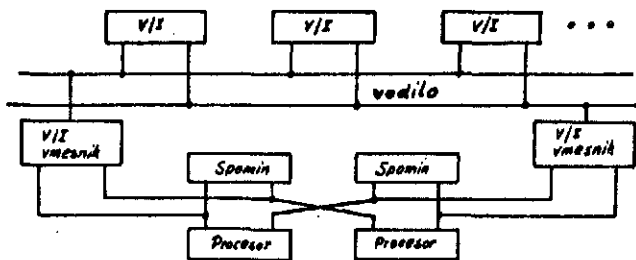 V/I
V/I
V/I
vodilo
V/I
vmesnik
V/I
vmesnik
Spomin
Spomin
Procesor
Procesor